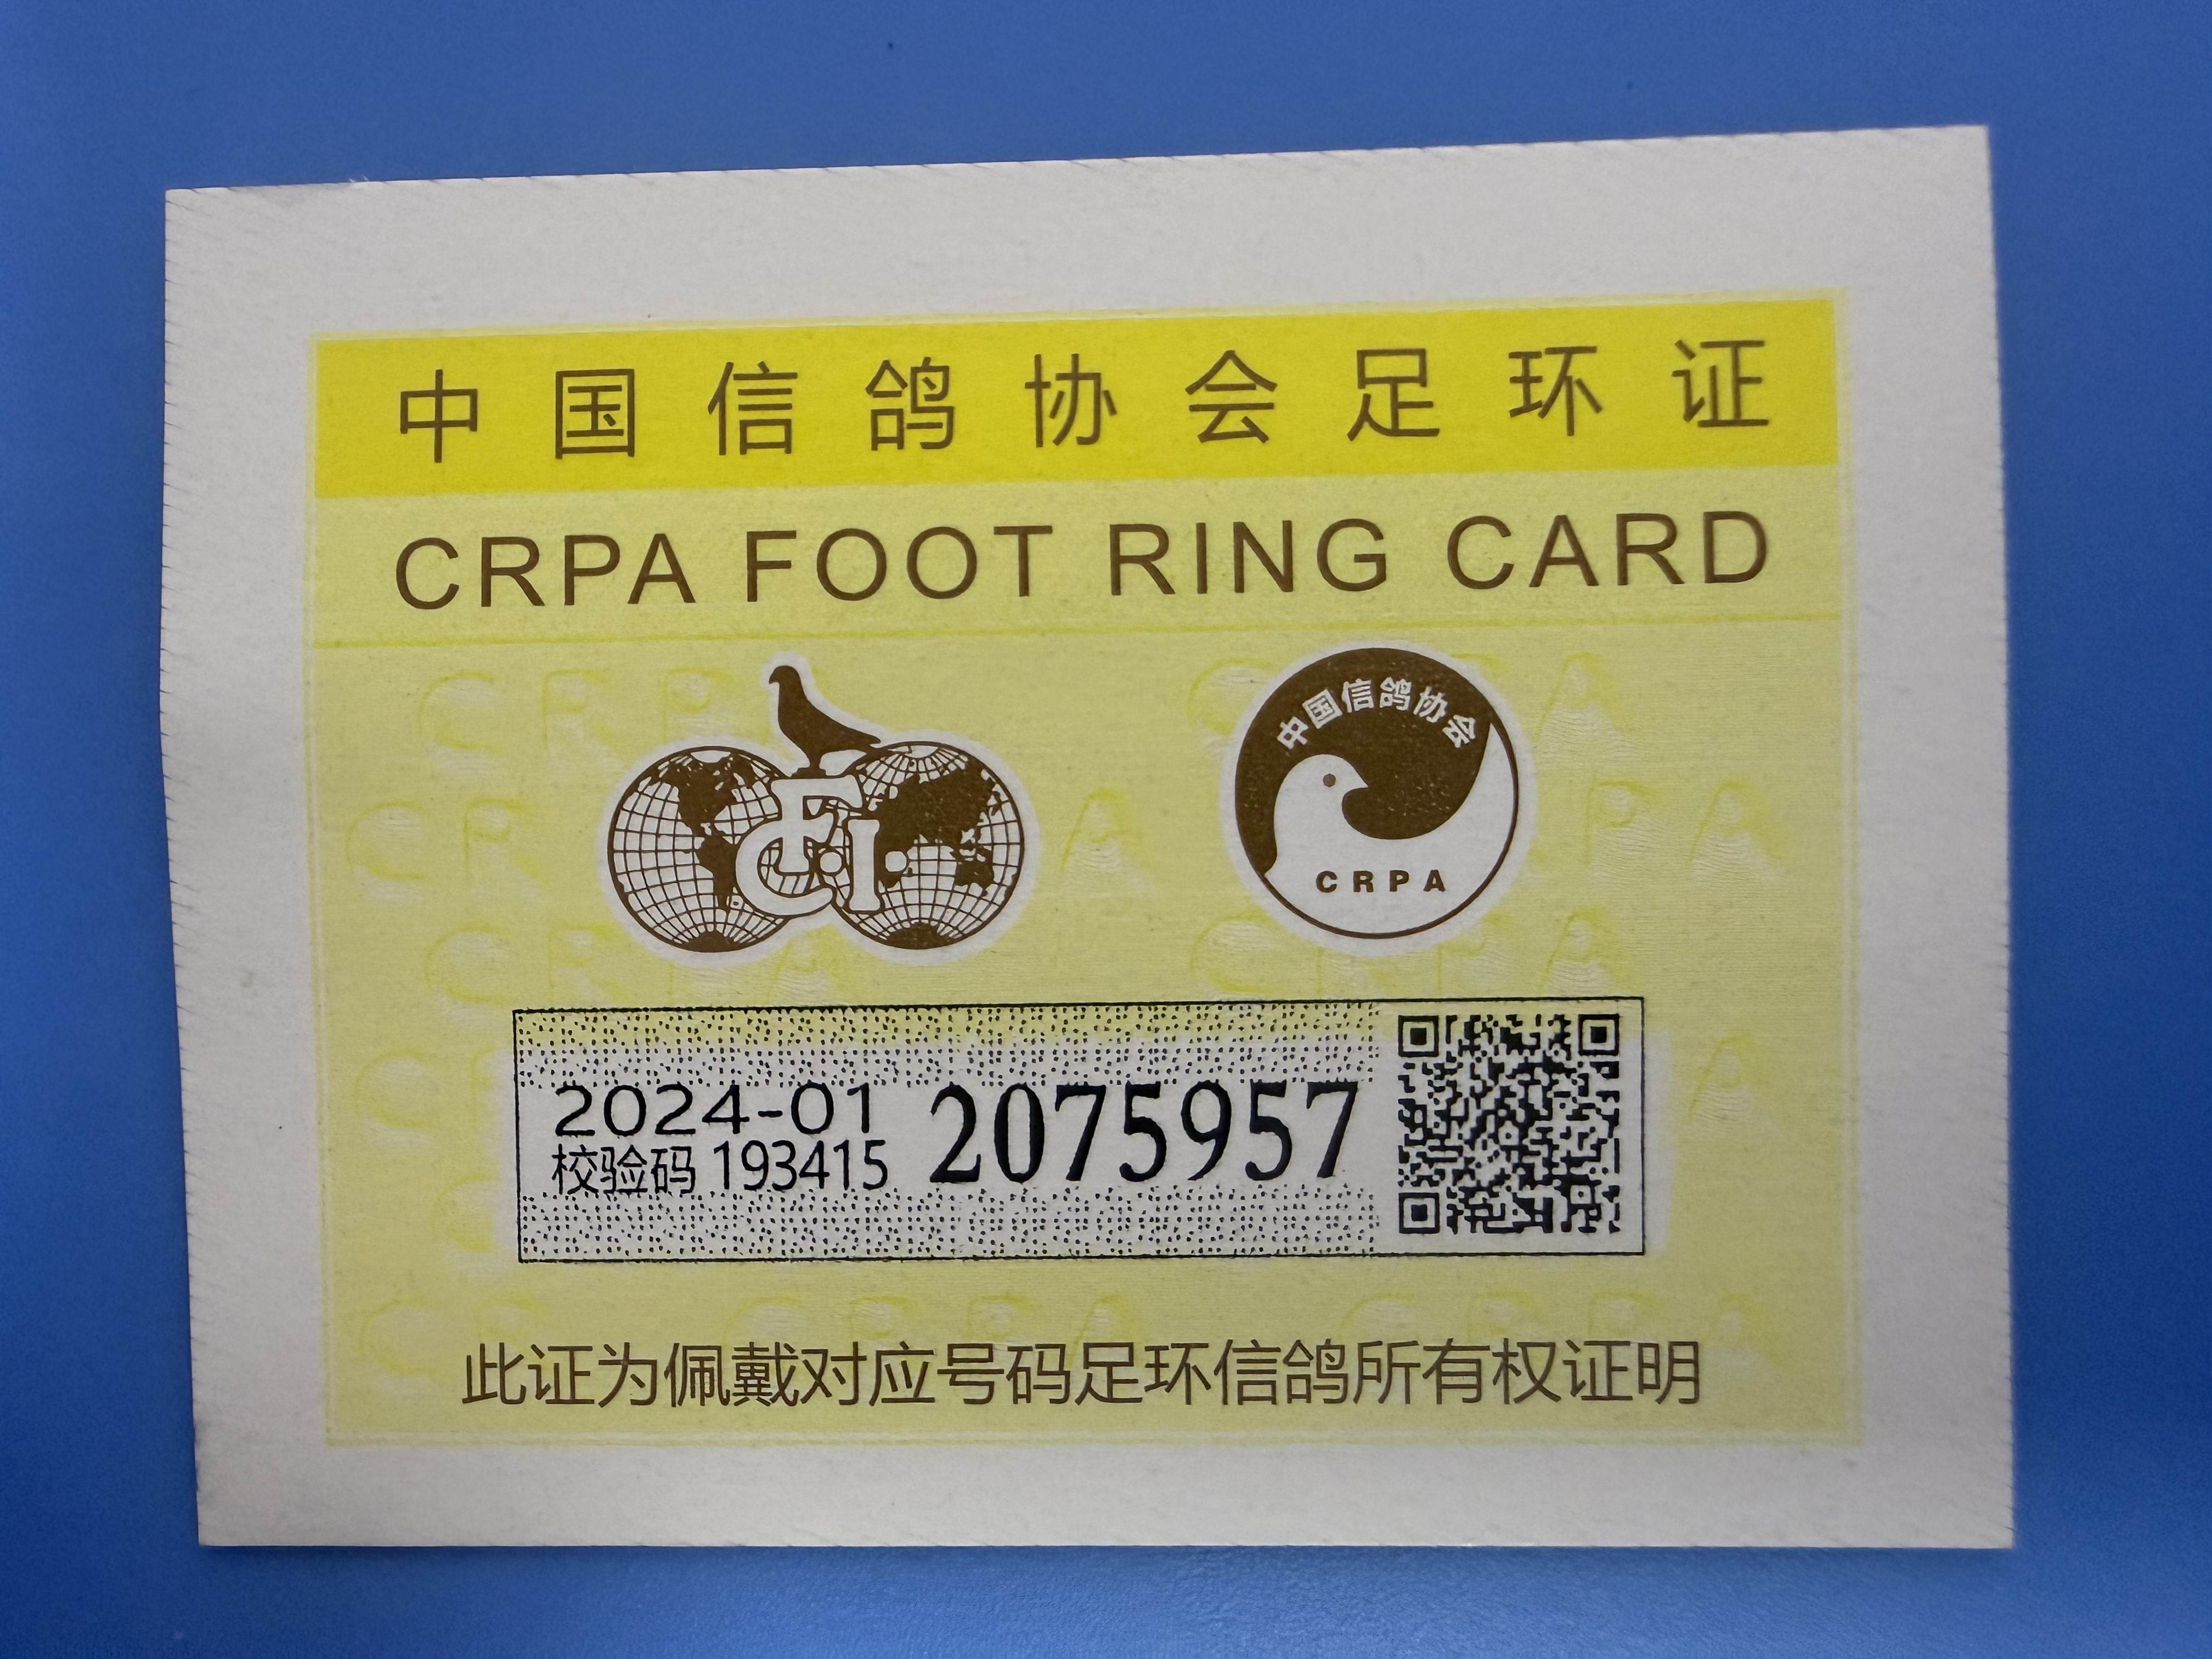 中国信鸽协会足环证
CRPA FOOT RING CARD
FCI
中国信鸽协会
CRPA
2024-01 2075957
校验码 193415
此证为佩戴对应号码足环信鸽所有权证明